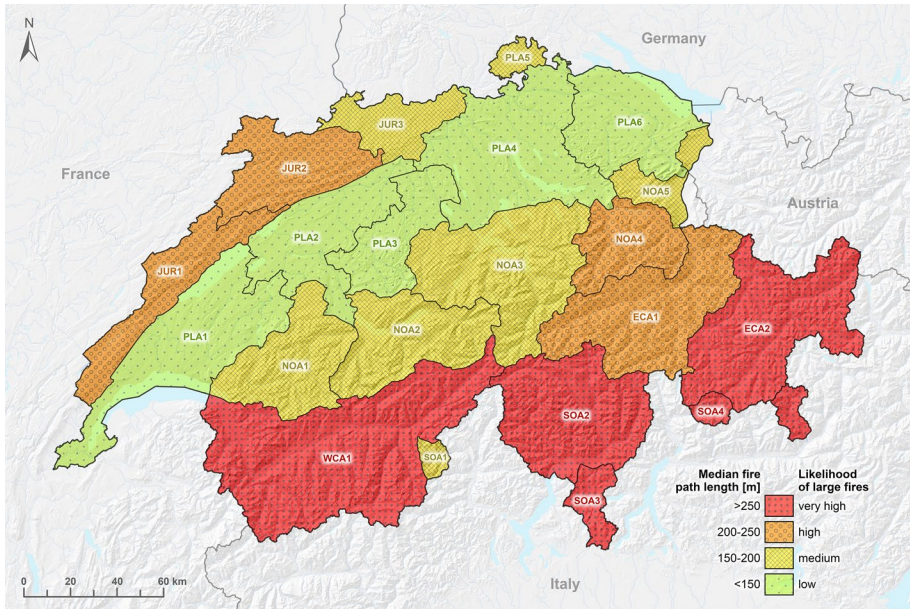 N
Germany
PLA5
JUR3
PLA6
PLA4
France
JUR2
NOA5
Austria
PLA2
PLA3
NOA4
NOA3
JUR1
ECA1
ECA2
NOA2
PLA1
NOA1
SOA4
SOA2
WCA1
SOA1
SOA3
Median fire Likelihood
path length [m] of large fires
>250 very high
200-250 high
150-200 medium
<150 low
Italy
0 20 40 60 km